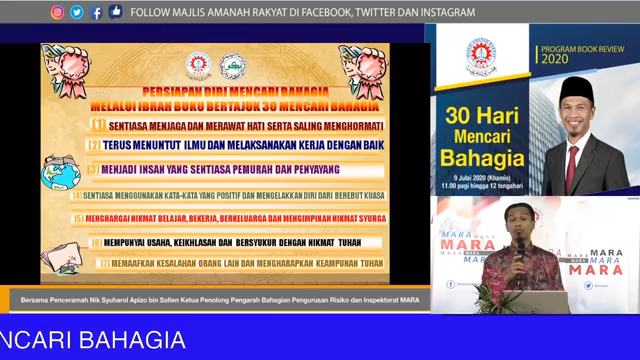 FOLLOW MAJLIS AMANAH RAKYAT DI FACEBOOK, TWITTER DAN INSTAGRAM
PERSIAPAN DIRI MENCARI BAHAGIA
MELALUI IBRAH BUKU BERTAJUK 30 MENCARI BAHAGIA
(1) SENTIASA MENJAGA DAN MERAWAT HATI SERTA SALING MENGHORMATI
(2) TERUS MENUNTUT ILMU DAN MELAKSANAKAN KERJA DENGAN BAIK
(3) MENJADI INSAN YANG SENTIASA PEMURAH DAN PENYAYANG
(4) SENTIASA MENGGUNAKAN KATA-KATA YANG POSITIF DAN MENGELAKKAN DIRI DARI BEREBUT KUASA
(5) MENGHARGAI NIKMAT BELAJAR, BEKERJA, BERKELUARGA DAN MENGIMPIKAN NIKMAT SYURGA
(6) MEMPUNYAI USAHA, KEIKHLASAN DAN BERSYUKUR DENGAN NIKMAT TUHAN
(7) MEMAAFKAN KESALAHAN ORANG LAIN DAN MENGHARAPKAN KEAMPUNAN TUHAN
PROGRAM BOOK REVIEW
2020
30 Hari
Mencari
Bahagia
9 Julai 2020 (Khamis)
11.00 pagi hingga 12 tengahari
MARA
MARA
MARA
MARA
MARA
MARA
Bersama Penceramah Nik Syuharol Apizo bin Safien Ketua Penolong Pengarah Bahagian Pengurusan Risiko dan Inspektorat MARA
NCARI BAHAGIA